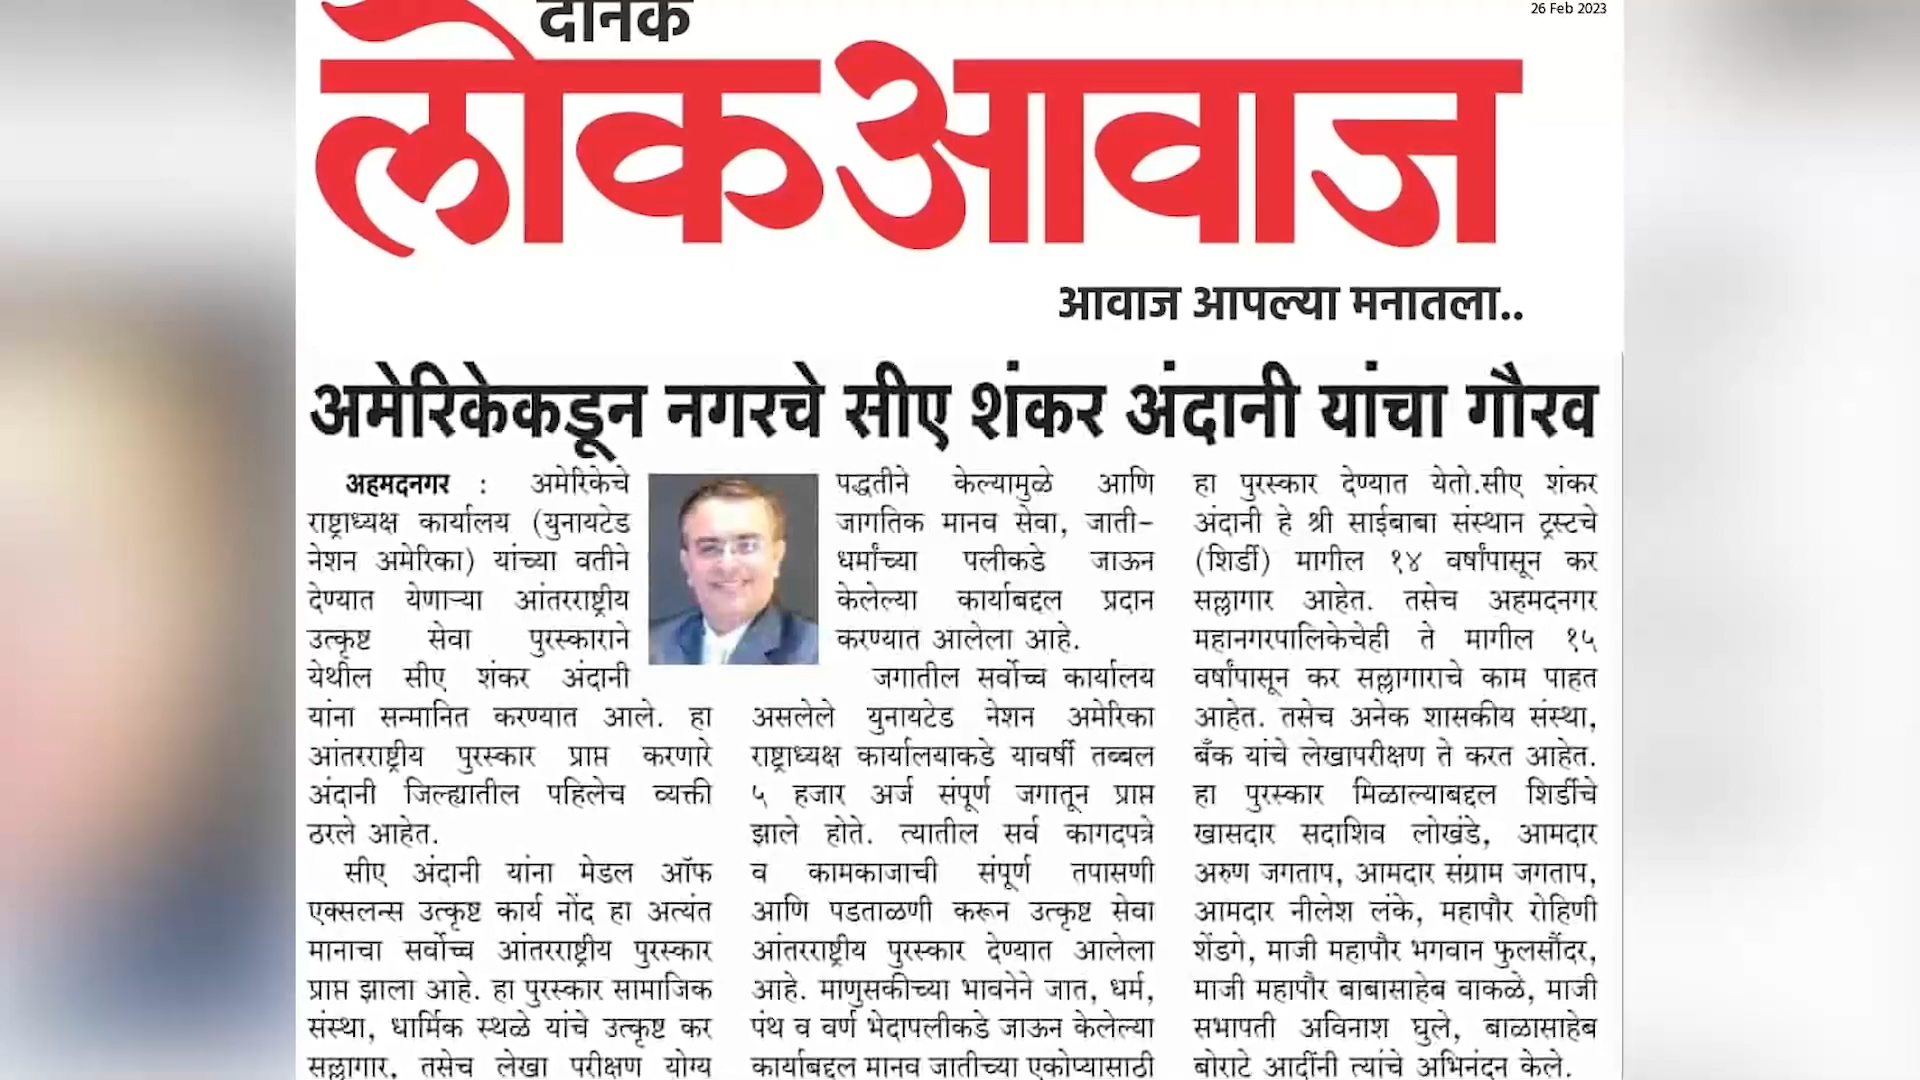 दैनिक
26 Feb 2023
लोकआवाज
आवाज आपल्या मनातला..
अमेरिकेकडून नगरचे सीए शंकर अंदानी यांचा गौरव
अहमदनगर : अमेरिकेचे
राष्ट्राध्यक्ष कार्यालय (युनायटेड
नेशन अमेरिका) यांच्या वतीने
देण्यात येणाऱ्या आंतरराष्ट्रीय
उत्कृष्ट सेवा पुरस्काराने
येथील सीए शंकर अंदानी
यांना सन्मानित करण्यात आले. हा
आंतरराष्ट्रीय पुरस्कार प्राप्त करणारे
अंदानी जिल्ह्यातील पहिलेच व्यक्ती
ठरले आहेत.
सीए अंदानी यांना मेडल ऑफ
एक्सलन्स उत्कृष्ट कार्य नोंद हा अत्यंत
मानाचा सर्वोच्च आंतरराष्ट्रीय पुरस्कार
प्राप्त झाला आहे. हा पुरस्कार सामाजिक
संस्था, धार्मिक स्थळे यांचे उत्कृष्ट कर
सल्लागार, तसेच लेखा परीक्षण योग्य
पद्धतीने केल्यामुळे आणि
जागतिक मानव सेवा, जाती-
धर्मांच्या पलीकडे जाऊन
केलेल्या कार्याबद्दल प्रदान
करण्यात आलेला आहे.
जगातील सर्वोच्च कार्यालय
असलेले युनायटेड नेशन अमेरिका
राष्ट्राध्यक्ष कार्यालयाकडे यावर्षी तब्बल
५ हजार अर्ज संपूर्ण जगातून प्राप्त
झाले होते. त्यातील सर्व कागदपत्रे
व कामकाजाची संपूर्ण तपासणी
आणि पडताळणी करून उत्कृष्ट सेवा
आंतरराष्ट्रीय पुरस्कार देण्यात आलेला
आहे. माणुसकीच्या भावनेने जात, धर्म,
पंथ व वर्ण भेदापलीकडे जाऊन केलेल्या
कार्याबद्दल मानव जातीच्या एकोप्यासाठी
हा पुरस्कार देण्यात येतो.सीए शंकर
अंदानी हे श्री साईबाबा संस्थान ट्रस्टचे
(शिर्डी) मागील १४ वर्षांपासून कर
सल्लागार आहेत. तसेच अहमदनगर
महानगरपालिकेचेही ते मागील १५
वर्षांपासून कर सल्लागाराचे काम पाहत
आहेत. तसेच अनेक शासकीय संस्था,
बँक यांचे लेखापरीक्षण ते करत आहेत.
हा पुरस्कार मिळाल्याबद्दल शिर्डीचे
खासदार सदाशिव लोखंडे, आमदार
अरुण जगताप, आमदार संग्राम जगताप,
आमदार नीलेश लंके, महापौर रोहिणी
शेंडगे, माजी महापौर भगवान फुलसौंदर,
माजी महापौर बाबासाहेब वाकळे, माजी
सभापती अविनाश घुले, बाळासाहेब
बोराटे आदींनी त्यांचे अभिनंदन केले.